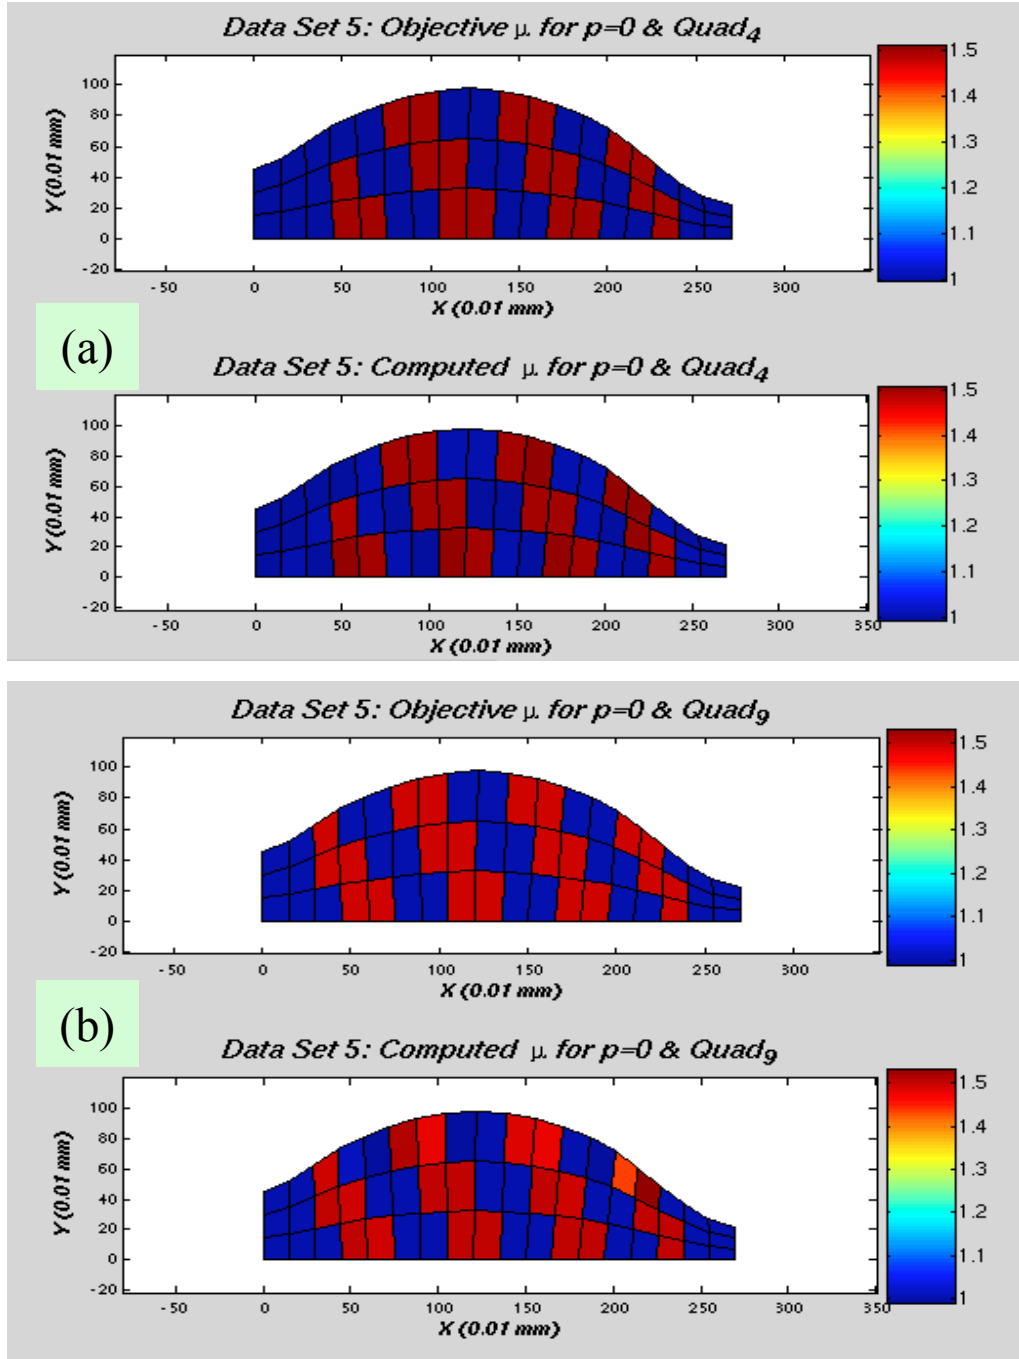 Data Set 5: Objective μ for p=0 & Quad4
100
80
60
40
20
0
-20
Y (0.01 mm)
-50 0 50 100 150 200 250 300
X (0.01 mm)
1.5
1.4
1.3
1.2
1.1
1
(a)
Data Set 5: Computed μ for p=0 & Quad4
100
80
60
40
20
0
-20
Y (0.01 mm)
-50 0 50 100 150 200 250 300 350
X (0.01 mm)
1.5
1.4
1.3
1.2
1.1
1
Data Set 5: Objective μ for p=0 & Quad9
100
80
60
40
20
0
-20
Y (0.01 mm)
-50 0 50 100 150 200 250 300
X (0.01 mm)
1.5
1.4
1.3
1.2
1.1
1
(b)
Data Set 5: Computed μ for p=0 & Quad9
100
80
60
40
20
0
-20
Y (0.01 mm)
-50 0 50 100 150 200 250 300 350
X (0.01 mm)
1.5
1.4
1.3
1.2
1.1
1